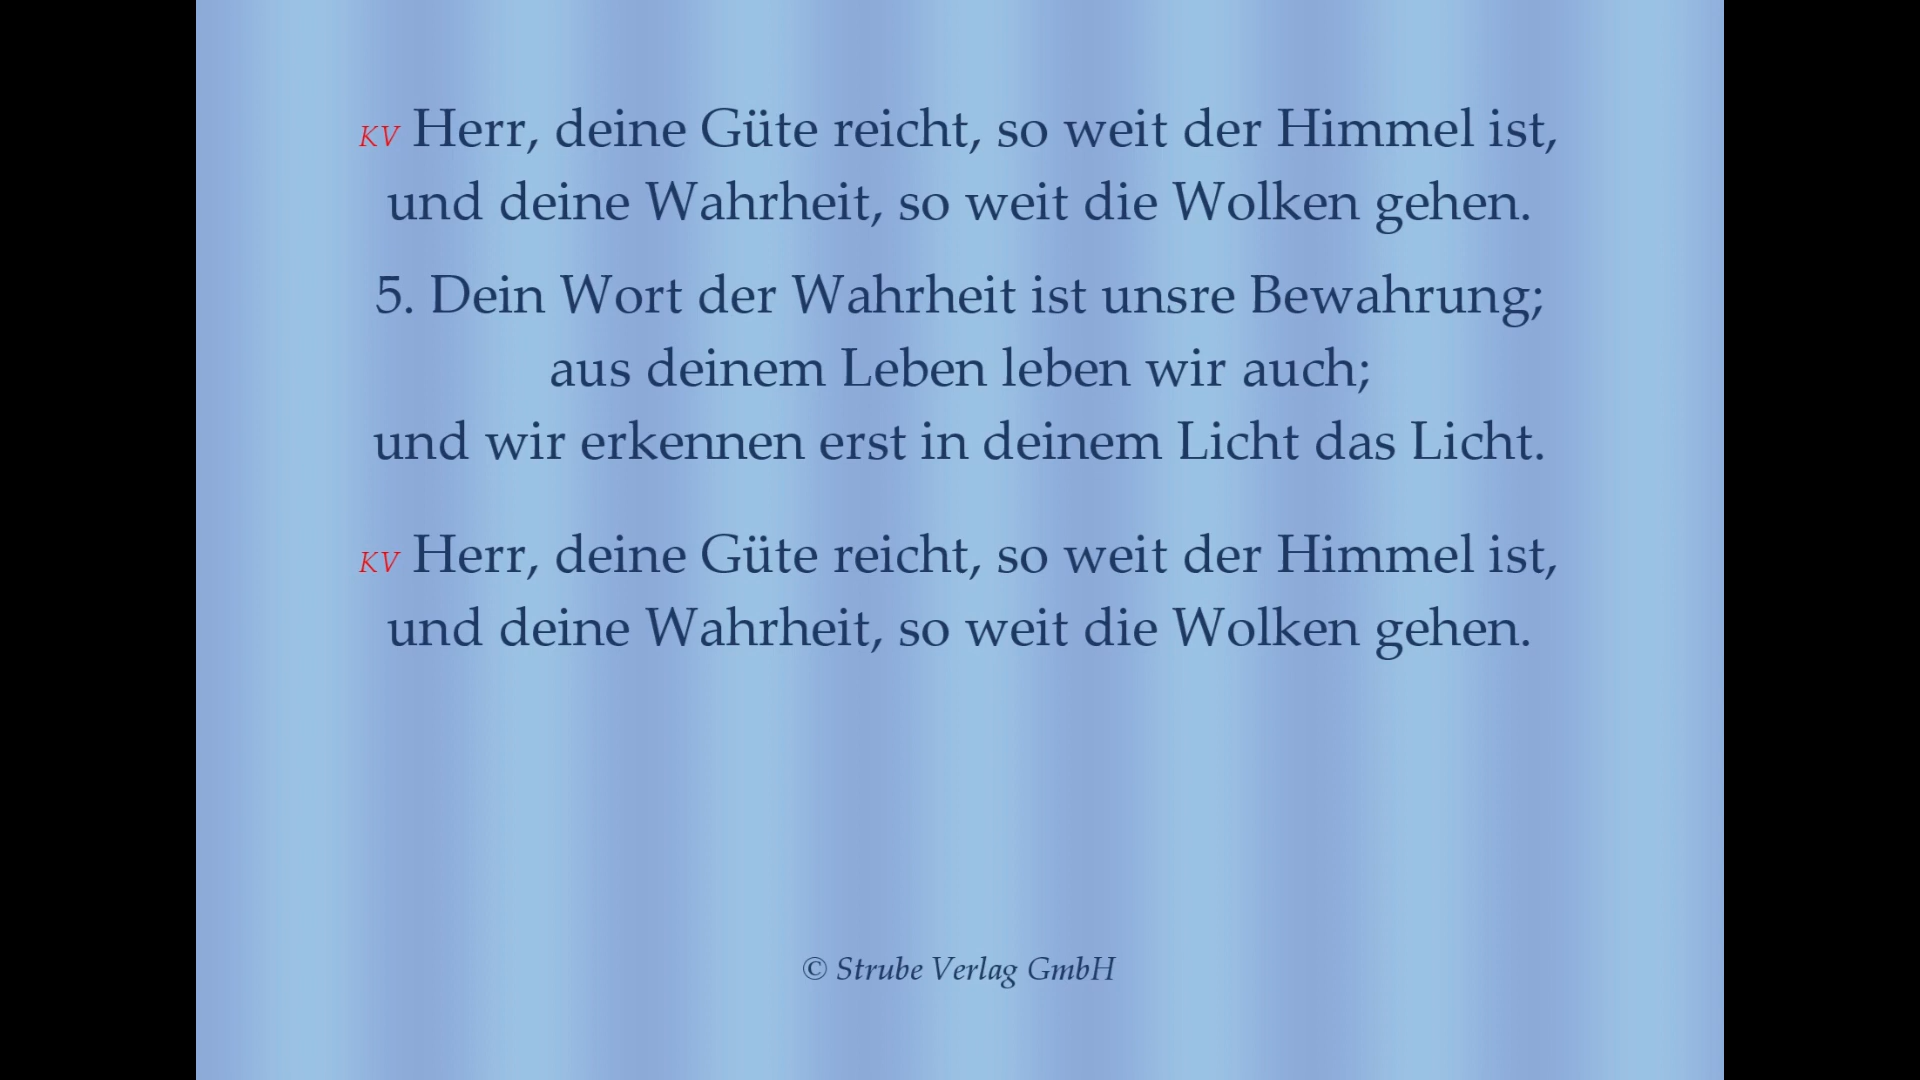 KV Herr, deine Güte reicht, so weit der Himmel ist,
und deine Wahrheit, so weit die Wolken gehen.
5. Dein Wort der Wahrheit ist unsre Bewahrung;
aus deinem Leben leben wir auch;
und wir erkennen erst in deinem Licht das Licht.
KV Herr, deine Güte reicht, so weit der Himmel ist,
und deine Wahrheit, so weit die Wolken gehen.
© Strube Verlag GmbH